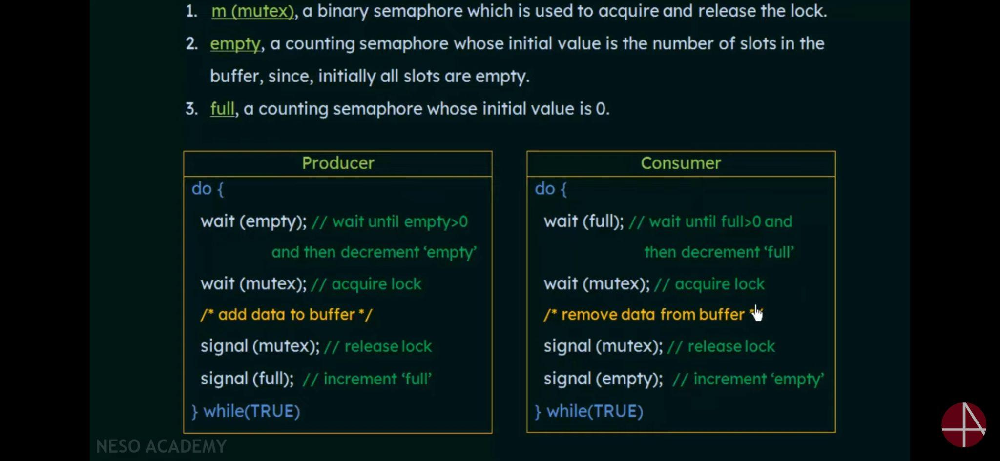 1. m (mutex), a binary semaphore which is used to acquire and release the lock.
2. empty, a counting semaphore whose initial value is the number of slots in the
buffer, since, initially all slots are empty.
3. full, a counting semaphore whose initial value is 0.
Producer
do {
wait (empty); // wait until empty>0
and then decrement ‘empty’
wait (mutex); // acquire lock
/* add data to buffer */
signal (mutex); // release lock
signal (full); // increment ‘full’
} while(TRUE)
Consumer
do {
wait (full); // wait until full>0 and
then decrement ‘full’
wait (mutex); // acquire lock
/* remove data from buffer */
signal (mutex); // release lock
signal (empty); // increment ‘empty’
} while(TRUE)
NESO ACADEMY